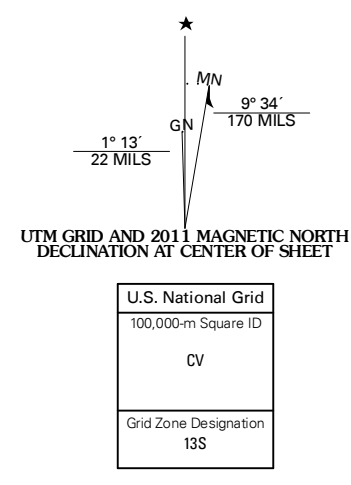 ★
MN
9° 34´
170 MILS
GN
1° 13´
22 MILS
UTM GRID AND 2011 MAGNETIC NORTH
DECLINATION AT CENTER OF SHEET
U.S. National Grid
100,000-m Square ID
CV
Grid Zone Designation
13S